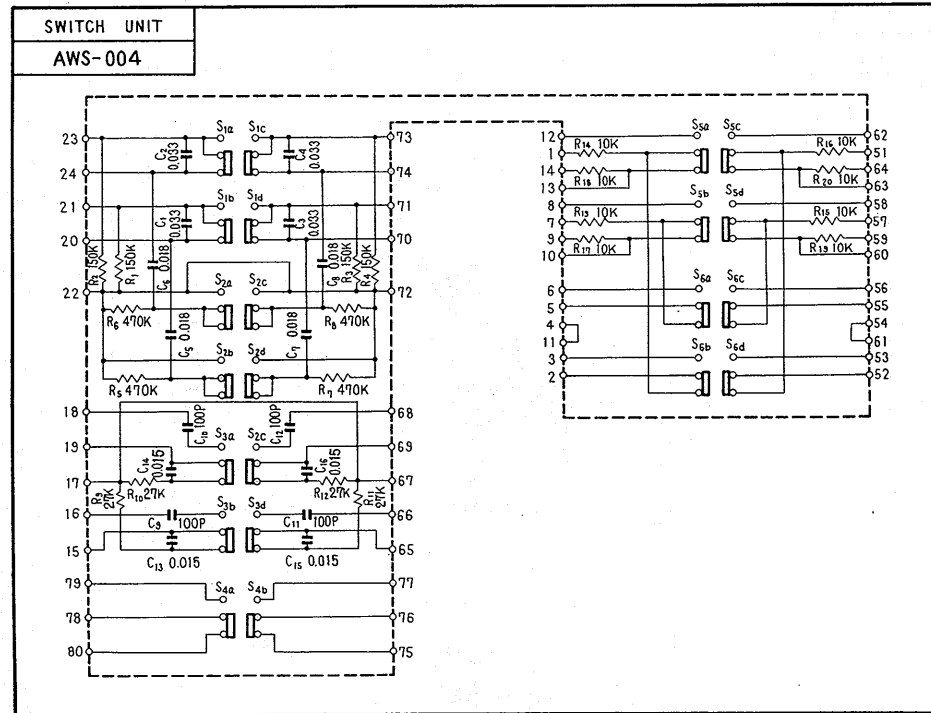 SWITCH UNIT
AWS-004
23 S1a S1c 73
C2 0.033 C4 0.033
24 74
21 S1b S1d 71
C1 0.033 C3 0.033
20 70
R2 150K R1 150K C6 0.018 C8 0.018 R3 150K R4 150K
22 S2a S2c 72
R6 470K C5 0.018 C7 0.018 R8 470K
S2b S2d
R5 470K R7 470K
18 C10 100P C12 100P 68
19 S3a S2c 69
C14 0.015 C16 0.015
17 R10 27K R12 27K 67
R9 27K R11 27K
16 S3b S3d 66
C9 100P C11 100P
15 65
C13 0.015 C15 0.015
79 S4a S4b 77
78 76
80 75
12 S5a S5c 62
1 R14 10K R16 10K 51
14 64
13 R18 10K R20 10K 63
8 S5b S5d 58
7 R13 10K R15 10K 57
9 59
10 R17 10K R19 10K 60
6 S6a S6c 56
5 55
4 54
11 61
3 S6b S6d 53
2 52